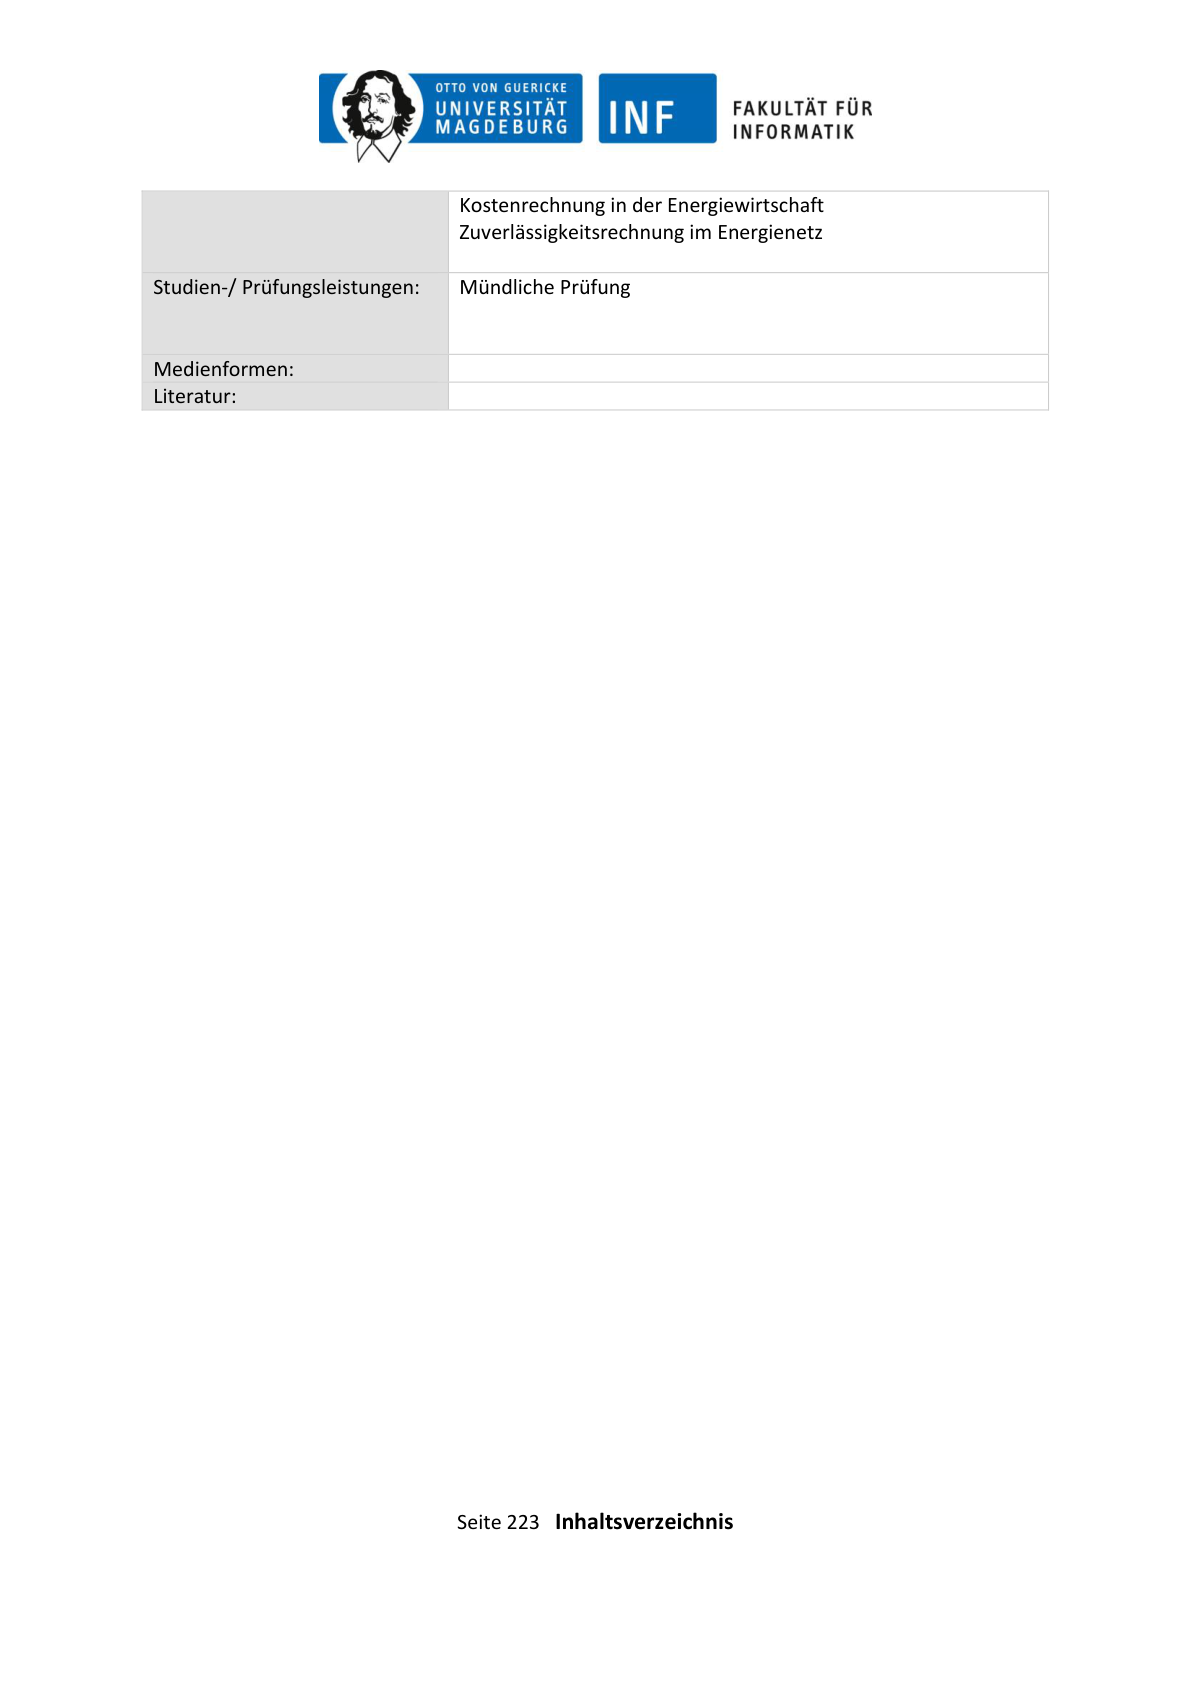 OTTO VON GUERICKE
UNIVERSITÄT
MAGDEBURG
INF
FAKULTÄT FÜR
INFORMATIK
Kostenrechnung in der Energiewirtschaft
Zuverlässigkeitsrechnung im Energienetz
Studien-/ Prüfungsleistungen: Mündliche Prüfung
Medienformen:
Literatur:
Seite 223 Inhaltsverzeichnis